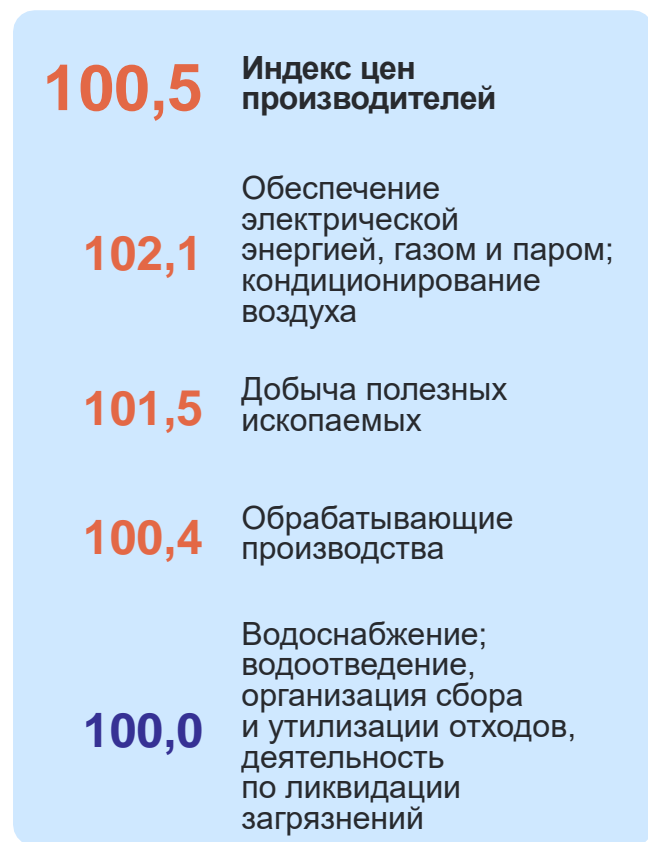 100,5
Индекс цен
производителей
102,1
Обеспечение
электрической
энергией, газом и паром;
кондиционирование
воздуха
101,5
Добыча полезных
ископаемых
100,4
Обрабатывающие
производства
100,0
Водоснабжение;
водоотведение,
организация сбора
и утилизации отходов,
деятельность
по ликвидации
загрязнений